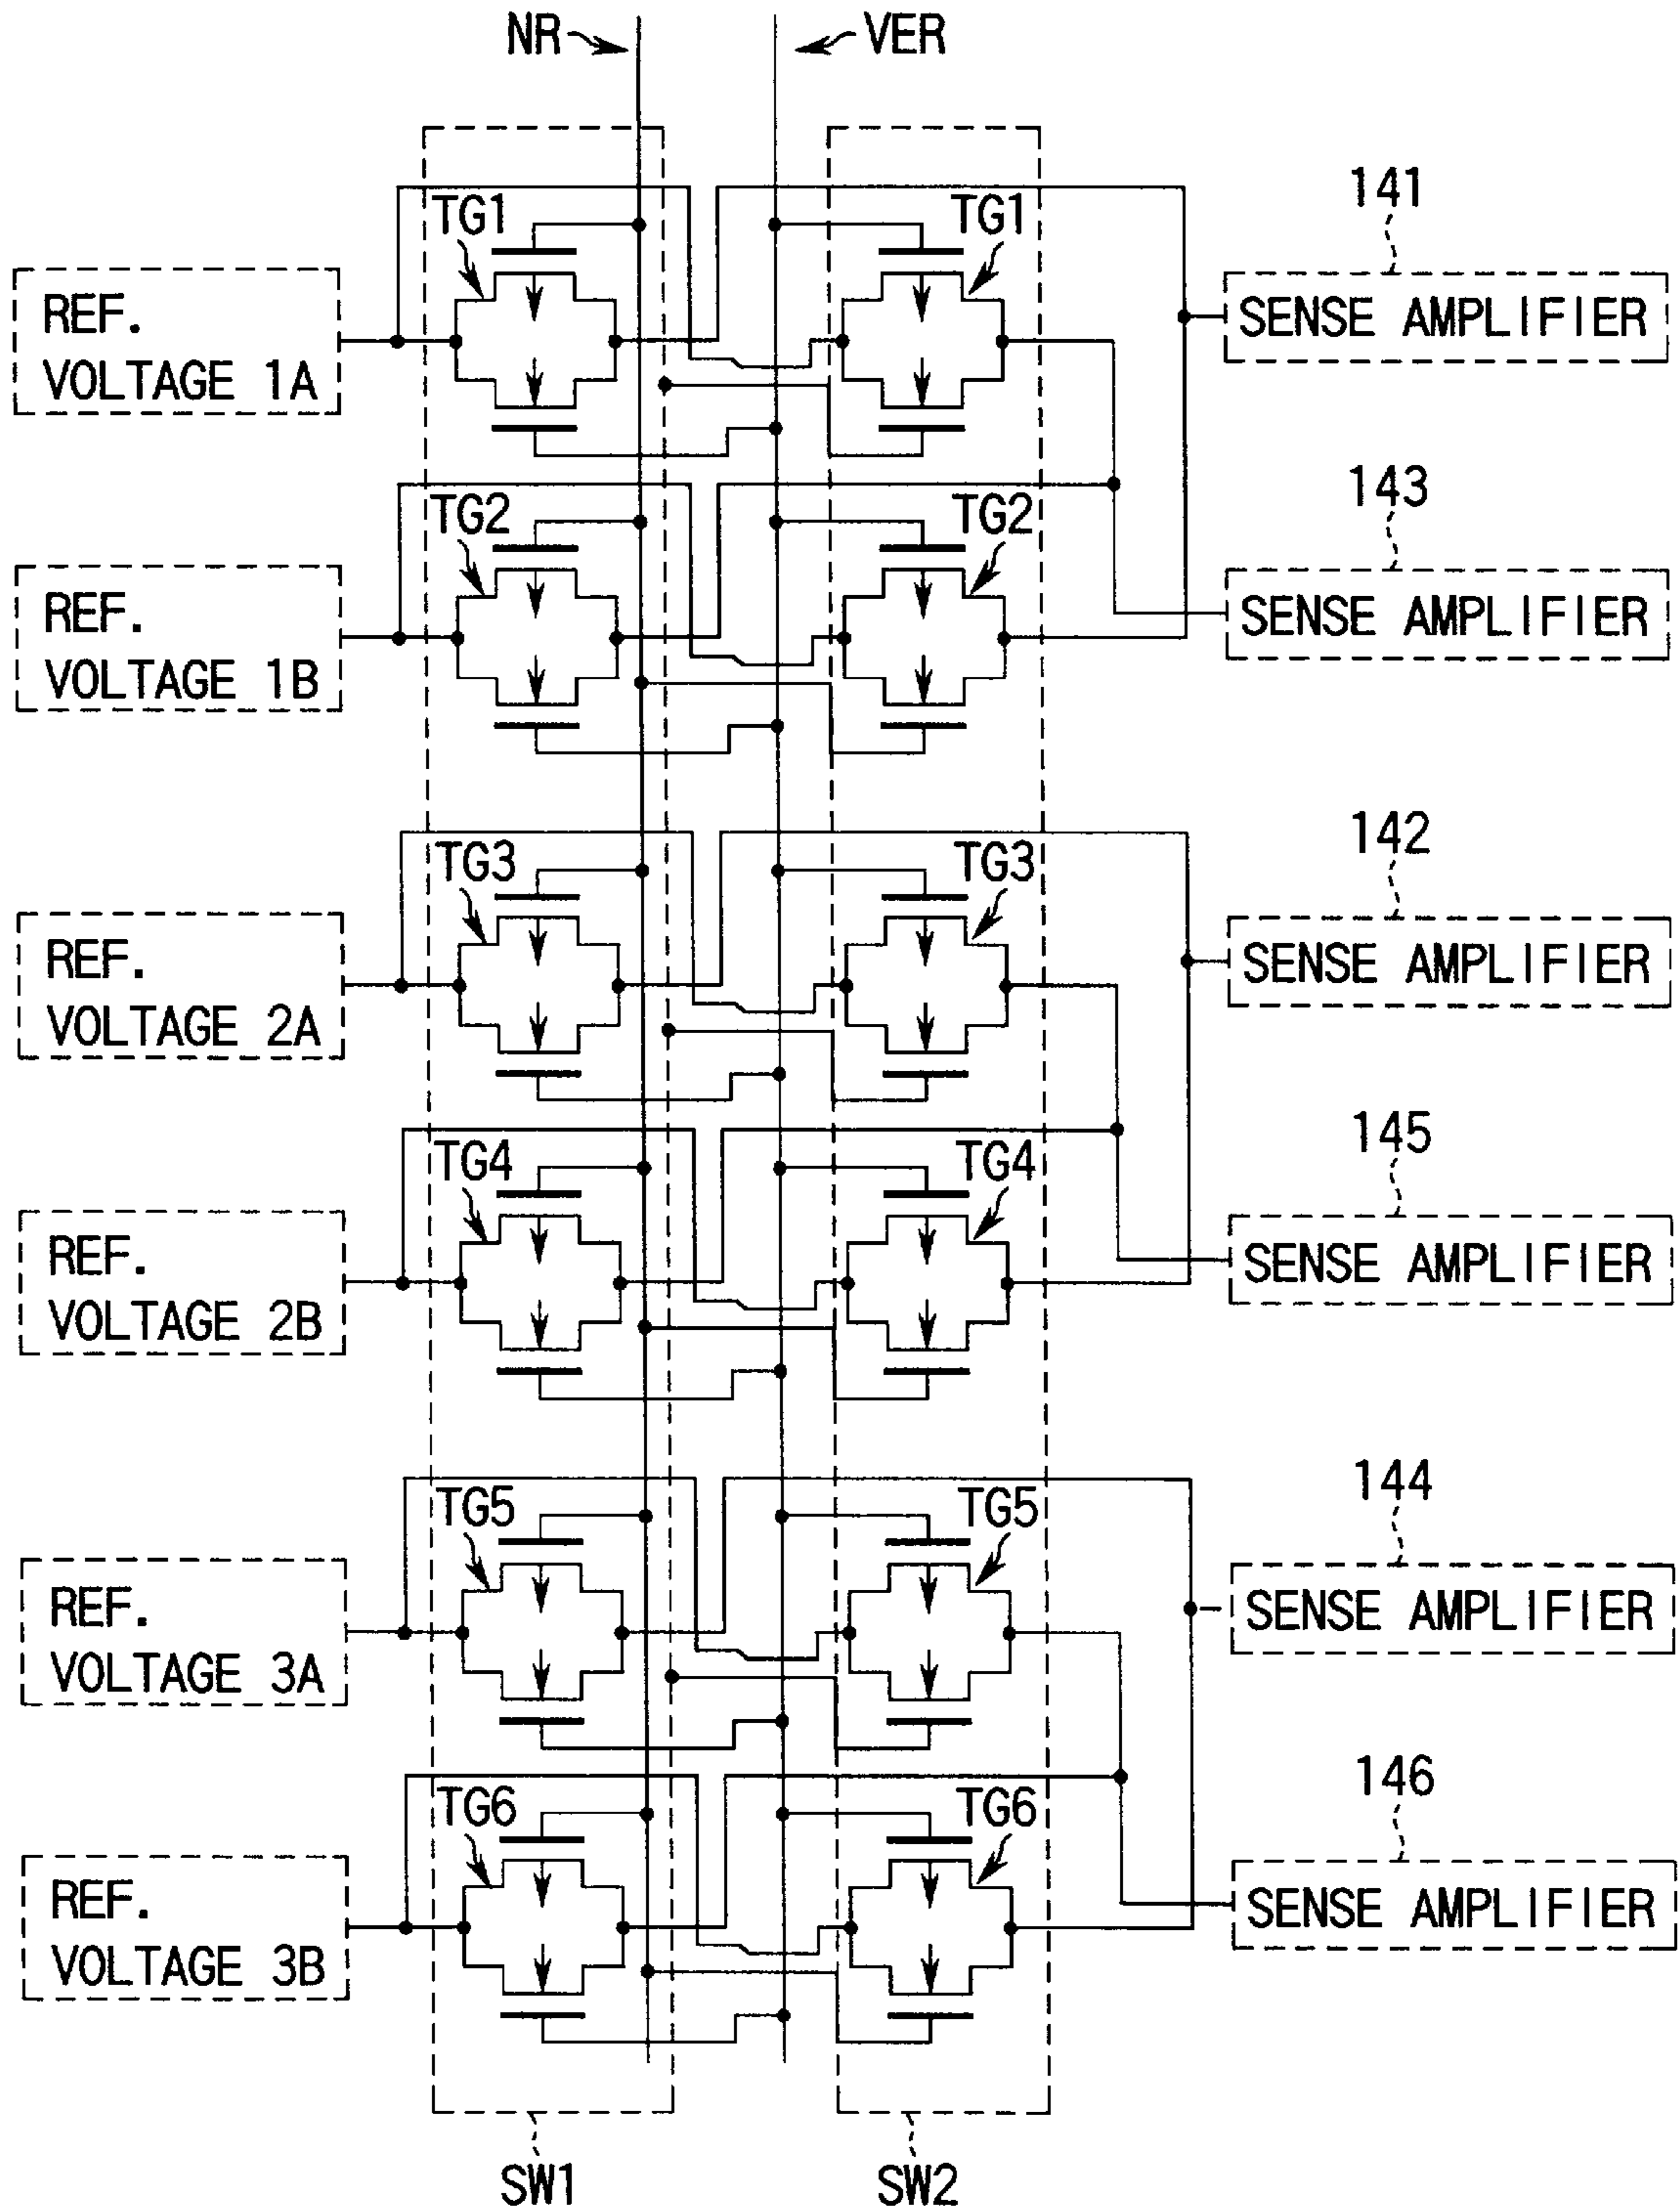 NR
VER
141
TG1
TG1
REF.
VOLTAGE 1A
SENSE AMPLIFIER
143
TG2
TG2
REF.
VOLTAGE 1B
SENSE AMPLIFIER
142
TG3
TG3
REF.
VOLTAGE 2A
SENSE AMPLIFIER
145
TG4
TG4
REF.
VOLTAGE 2B
SENSE AMPLIFIER
144
TG5
TG5
REF.
VOLTAGE 3A
SENSE AMPLIFIER
146
TG6
TG6
REF.
VOLTAGE 3B
SENSE AMPLIFIER
SW1
SW2